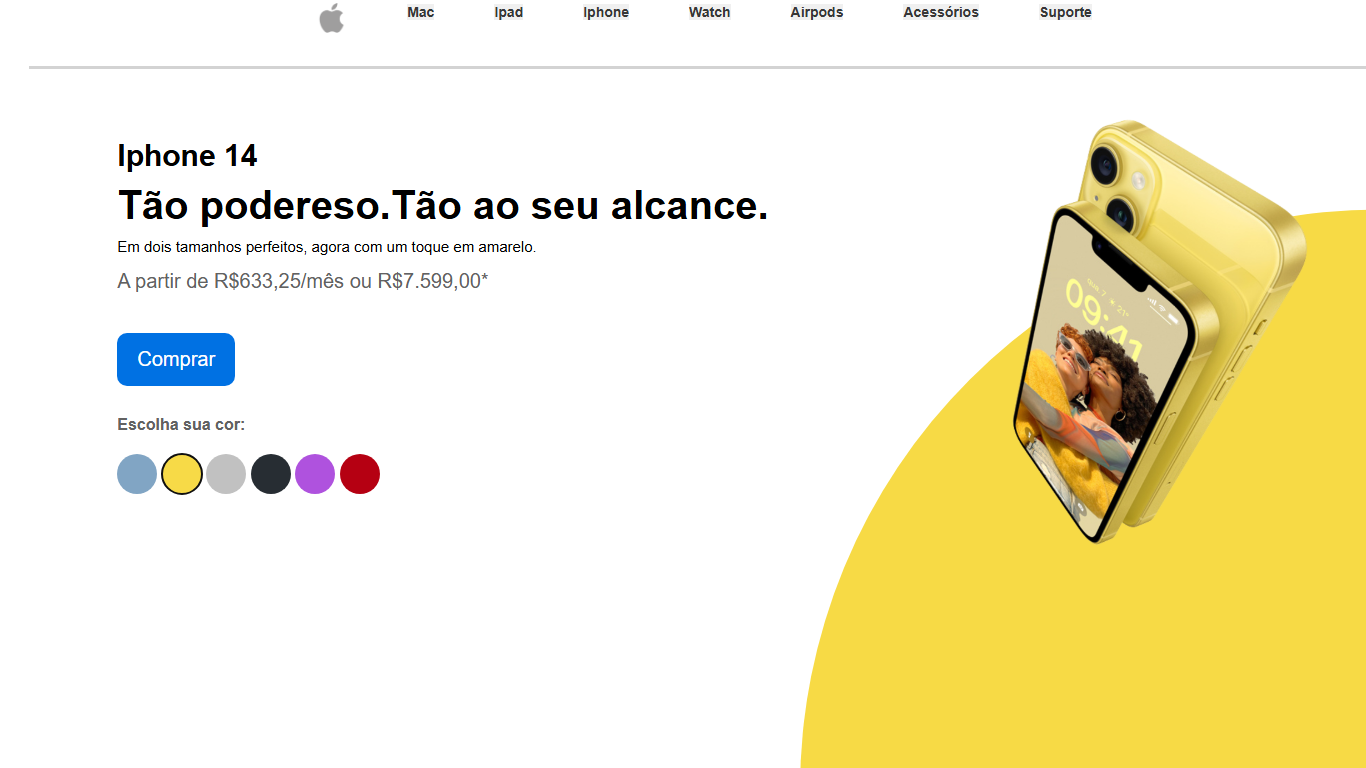 Mac Ipad Iphone Watch Airpods Acessórios Suporte
Iphone 14
Tão podereso.Tão ao seu alcance.
Em dois tamanhos perfeitos, agora com um toque em amarelo.
A partir de R$633,25/mês ou R$7.599,00*
Comprar
Escolha sua cor:
09:41